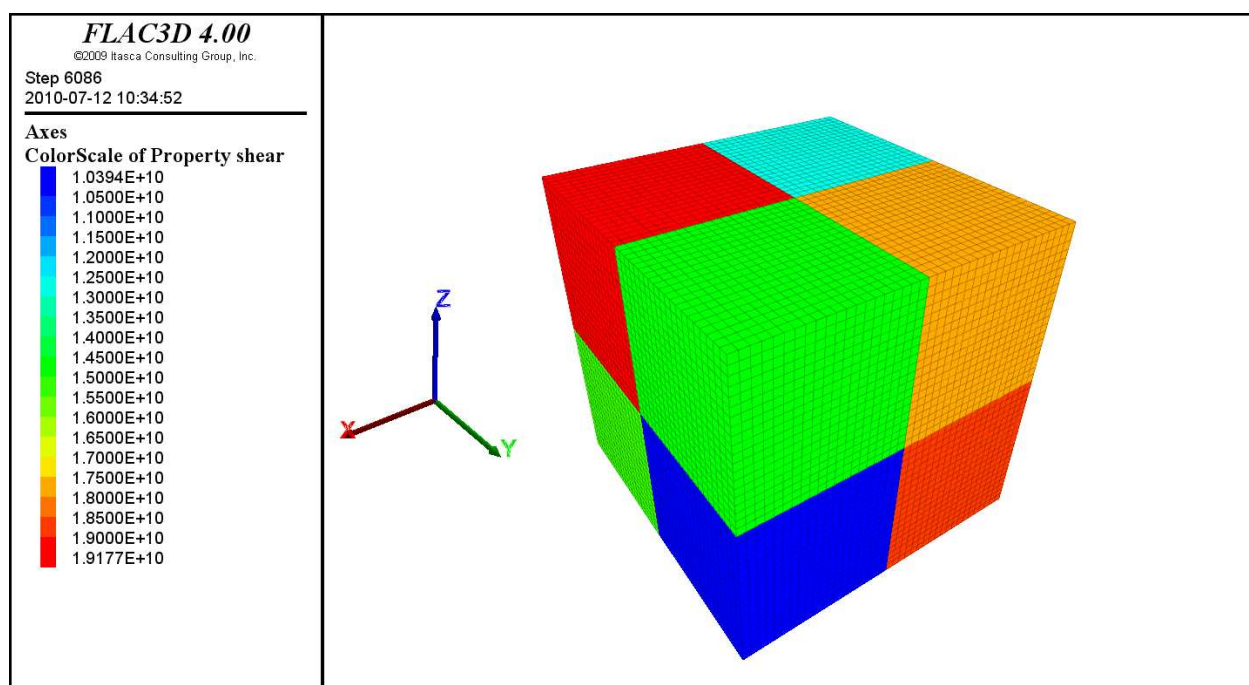 FLAC3D 4.00
©2009 Itasca Consulting Group, Inc.
Step 6086
2010-07-12 10:34:52
Axes
ColorScale of Property shear
1.0394E+10
1.0500E+10
1.1000E+10
1.1500E+10
1.2000E+10
1.2500E+10
1.3000E+10
1.3500E+10
1.4000E+10
1.4500E+10
1.5000E+10
1.5500E+10
1.6000E+10
1.6500E+10
1.7000E+10
1.7500E+10
1.8000E+10
1.8500E+10
1.9000E+10
1.9177E+10
Z
X
Y